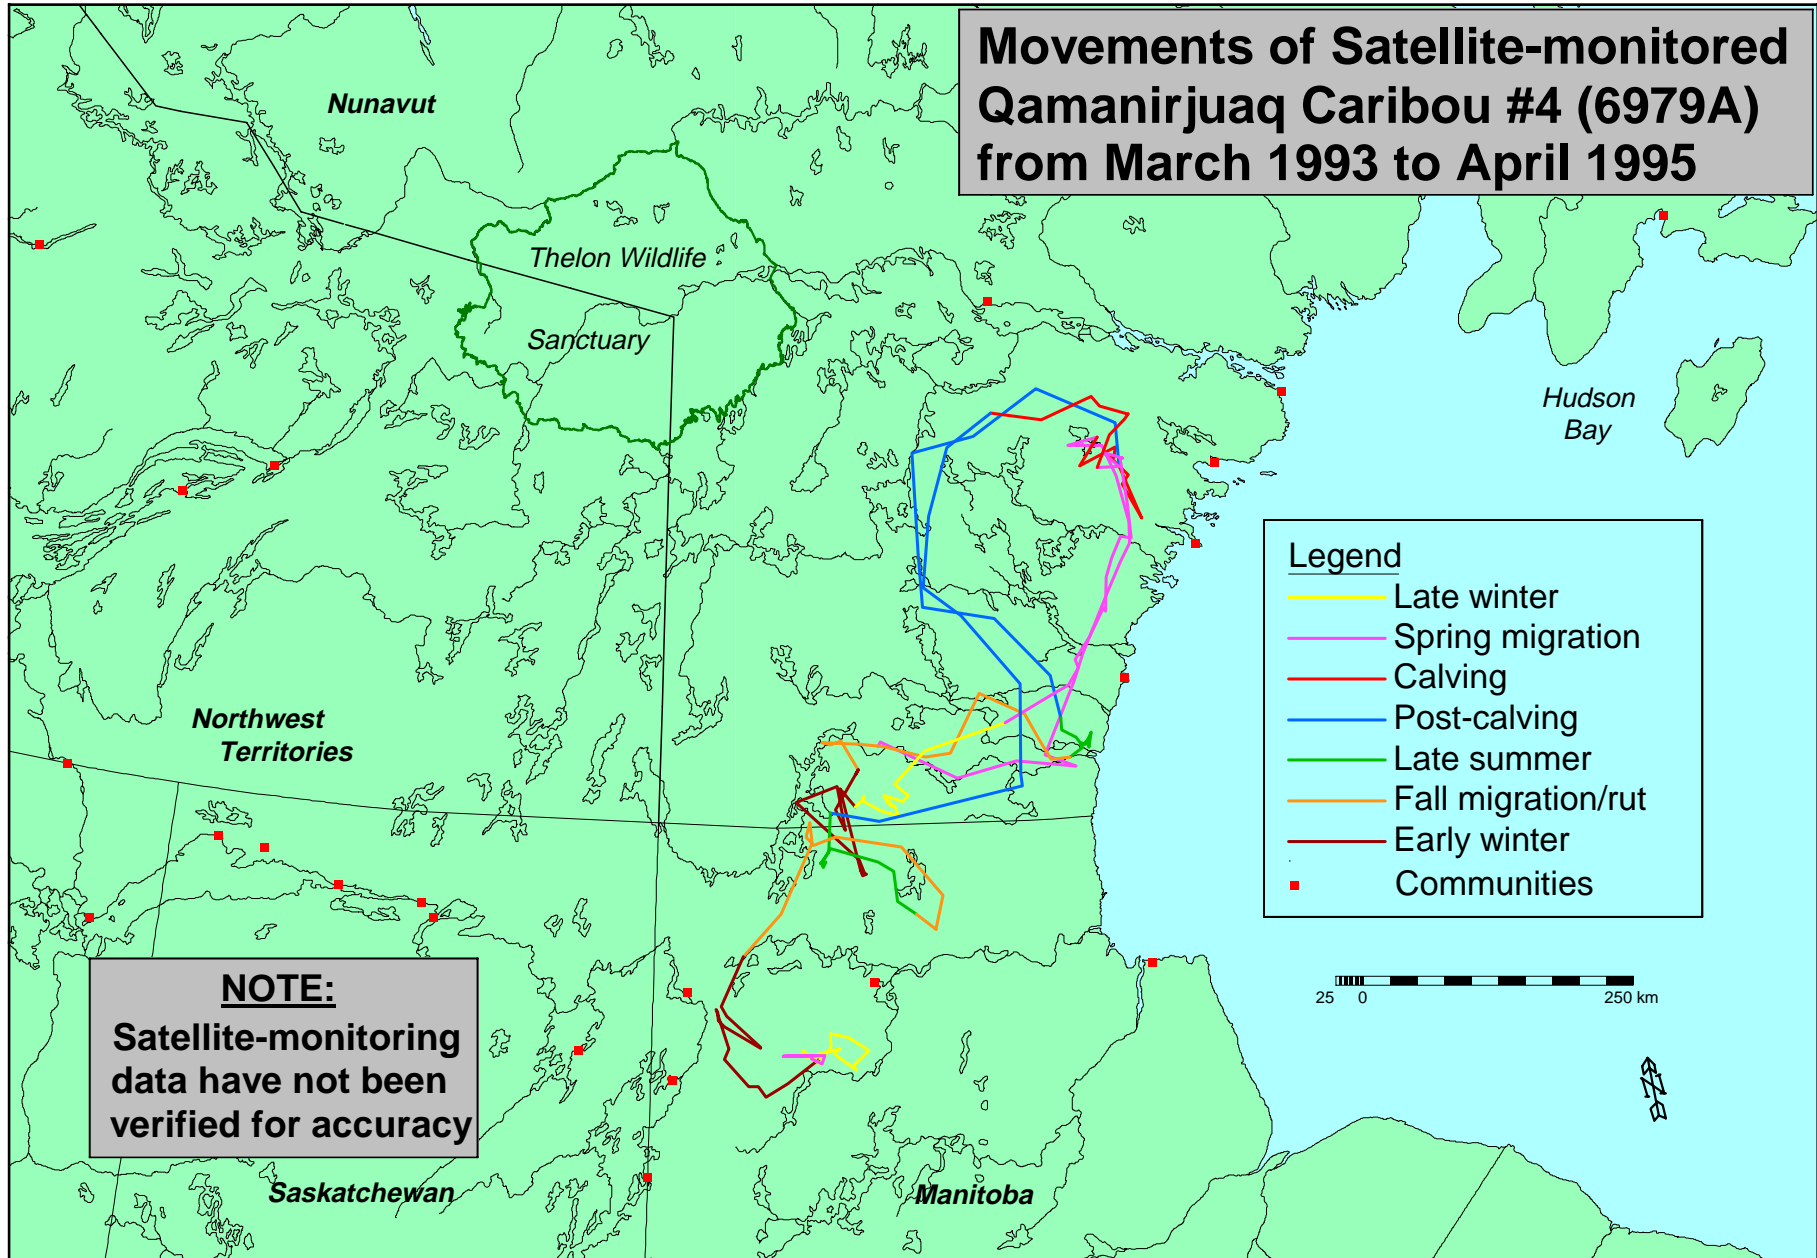 Movements of Satellite-monitored
Qamanirjuaq Caribou #4 (6979A)
from March 1993 to April 1995
Nunavut
Thelon Wildlife
Sanctuary
Hudson
Bay
Legend
Late winter
Spring migration
Calving
Post-calving
Late summer
Fall migration/rut
Early winter
Communities
Northwest
Territories
NOTE:
Satellite-monitoring
data have not been
verified for accuracy
25 0 250 km
N
Saskatchewan
Manitoba